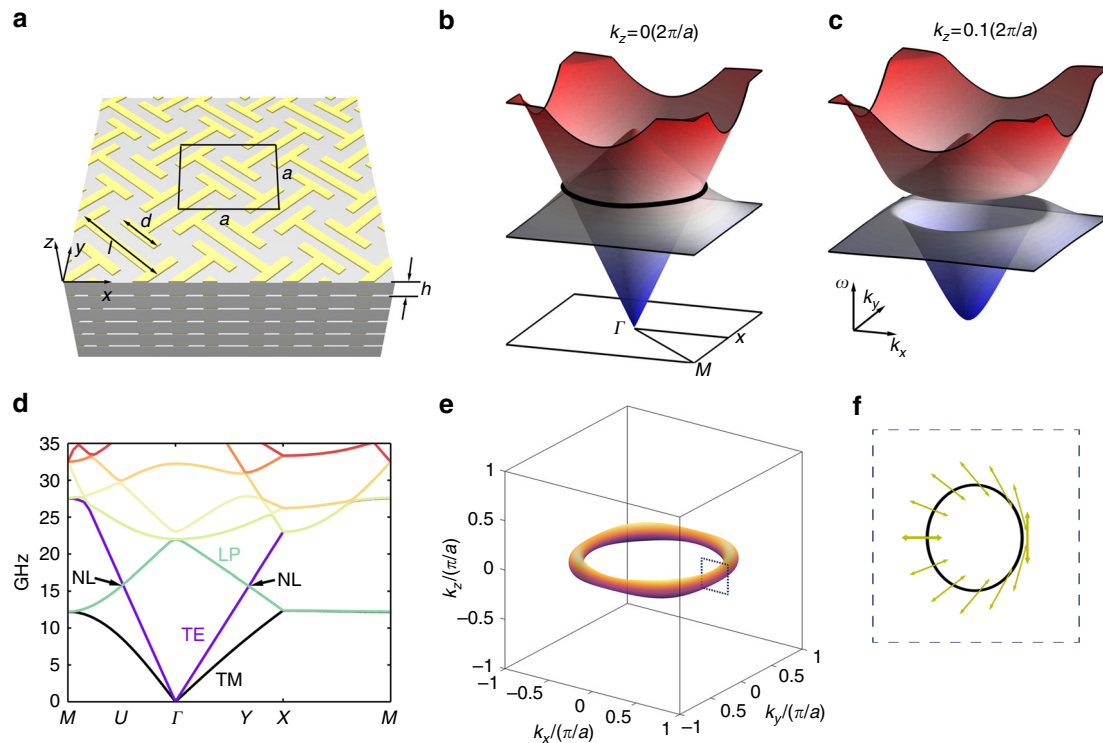 a
d
l
a
a
z
y
x
h
b
k_z=0(2π/a)
Γ
x
M
c
k_z=0.1(2π/a)
ω
k_y
k_x
d
35
30
25
20
15
10
5
0
GHz
LP
NL
NL
TE
TM
M U Γ Y X M
e
1
0.5
0
−0.5
−1
k_z/(π/a)
−1
−0.5
0
0.5
1
k_x/(π/a)
−1
−0.5
0
0.5
1
k_y/(π/a)
f